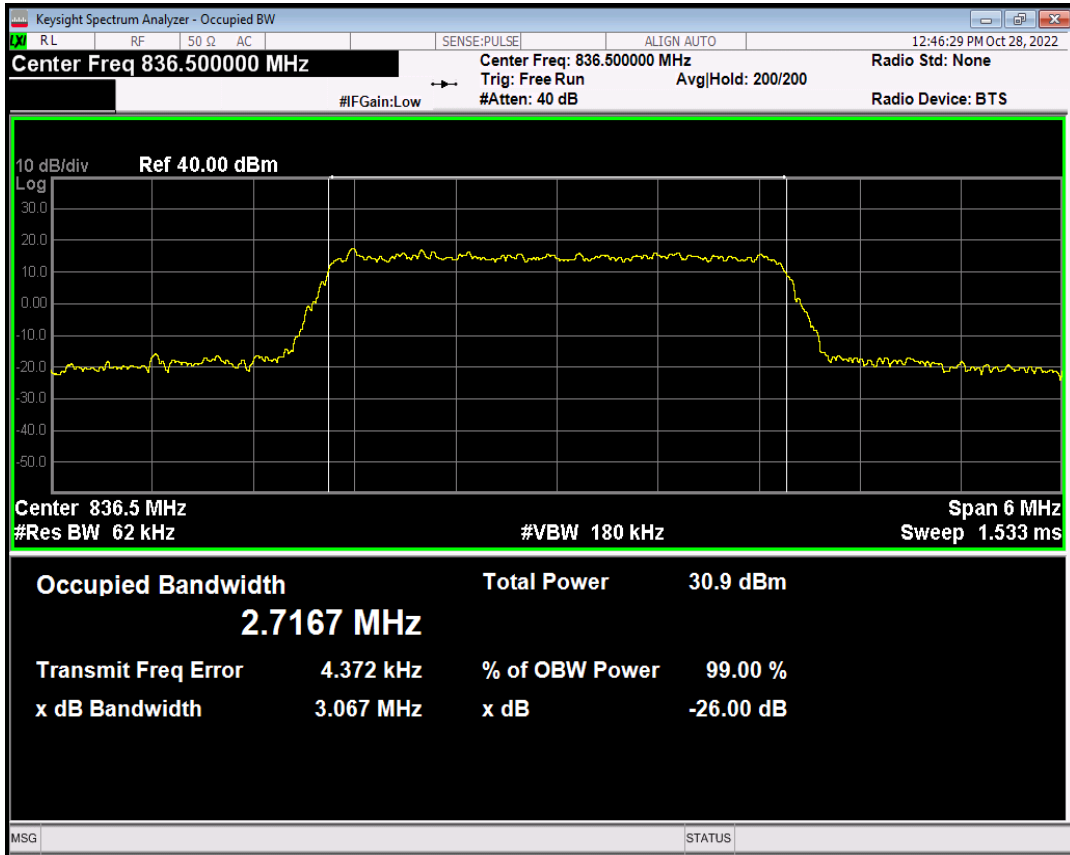 Keysight Spectrum Analyzer - Occupied BW
LXI RL RF 50 Ω AC SENSE:PULSE ALIGN AUTO 12:46:29 PM Oct 28, 2022
Center Freq 836.500000 MHz Center Freq: 836.500000 MHz Radio Std: None
Trig: Free Run Avg|Hold: 200/200
#IFGain:Low #Atten: 40 dB Radio Device: BTS
10 dB/div Ref 40.00 dBm
Log
30.0
20.0
10.0
0.00
-10.0
-20.0
-30.0
-40.0
-50.0
Center 836.5 MHz Span 6 MHz
#Res BW 62 kHz #VBW 180 kHz Sweep 1.533 ms
Occupied Bandwidth Total Power 30.9 dBm
2.7167 MHz
Transmit Freq Error 4.372 kHz % of OBW Power 99.00 %
x dB Bandwidth 3.067 MHz x dB -26.00 dB
MSG STATUS